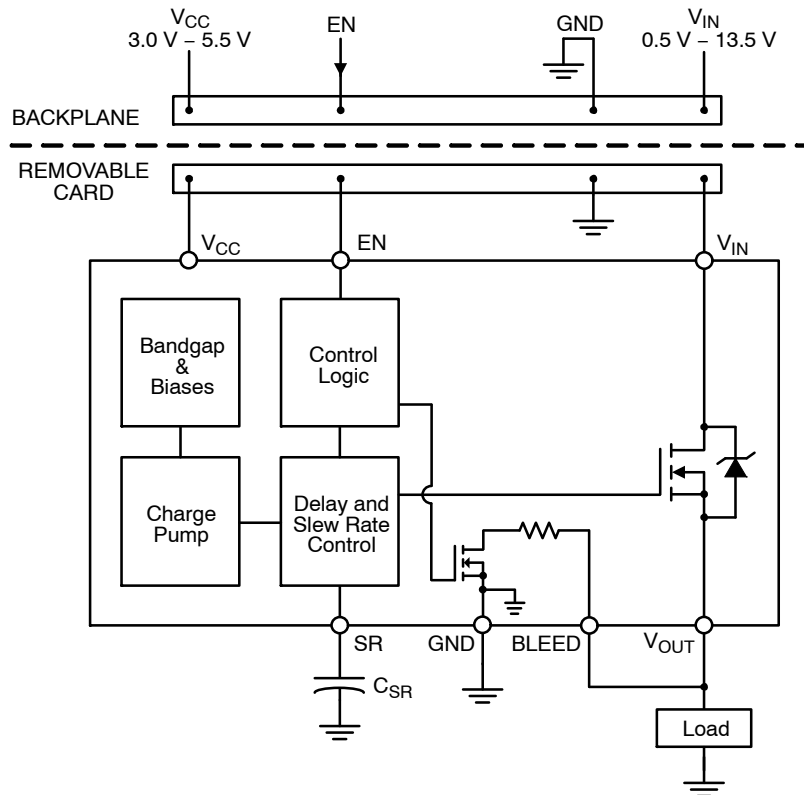 VCC
3.0 V – 5.5 V
EN
GND
VIN
0.5 V – 13.5 V
BACKPLANE
REMOVABLE
CARD
VCC
EN
VIN
Bandgap
&
Biases
Control
Logic
Charge
Pump
Delay and
Slew Rate
Control
SR
GND
BLEED
VOUT
CSR
Load